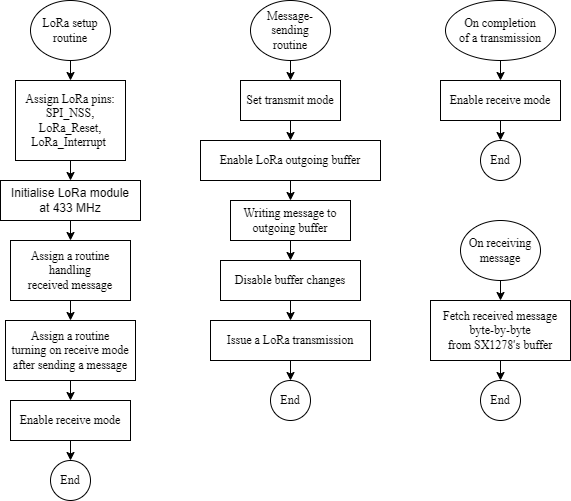 LoRa setup
routine
Assign LoRa pins:
SPI_NSS,
LoRa_Reset,
LoRa_Interrupt
Initialise LoRa module
at 433 MHz
Assign a routine
handling
received message
Assign a routine
turning on receive mode
after sending a message
Enable receive mode
End
Message-
sending
routine
Set transmit mode
Enable LoRa outgoing buffer
Writing message to
outgoing buffer
Disable buffer changes
Issue a LoRa transmission
End
On completion
of a transmission
Enable receive mode
End
On receiving
message
Fetch received message
byte-by-byte
from SX1278's buffer
End